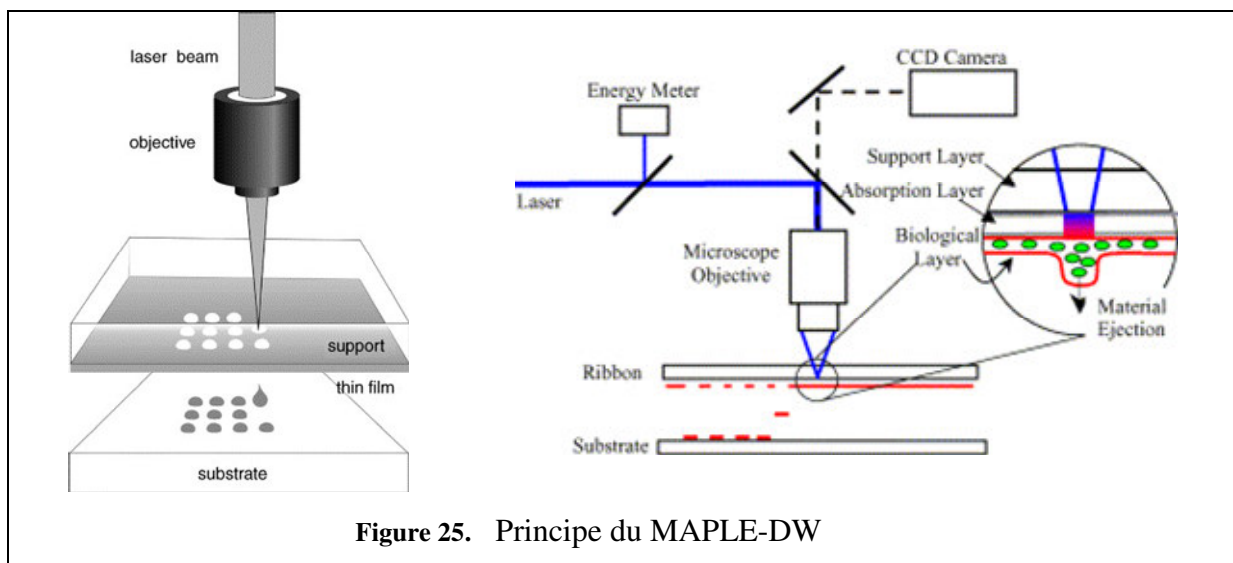 laser beam
objective
support
thin film
substrate
CCD Camera
Energy Meter
Laser
Support Layer
Absorption Layer
Biological
Layer
Microscope
Objective
Material
Ejection
Ribbon
Substrate
Figure 25. Principe du MAPLE-DW